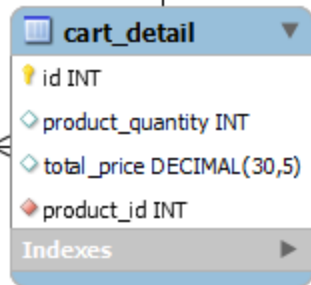 cart_detail
id INT
product_quantity INT
total_price DECIMAL(30,5)
product_id INT
Indexes